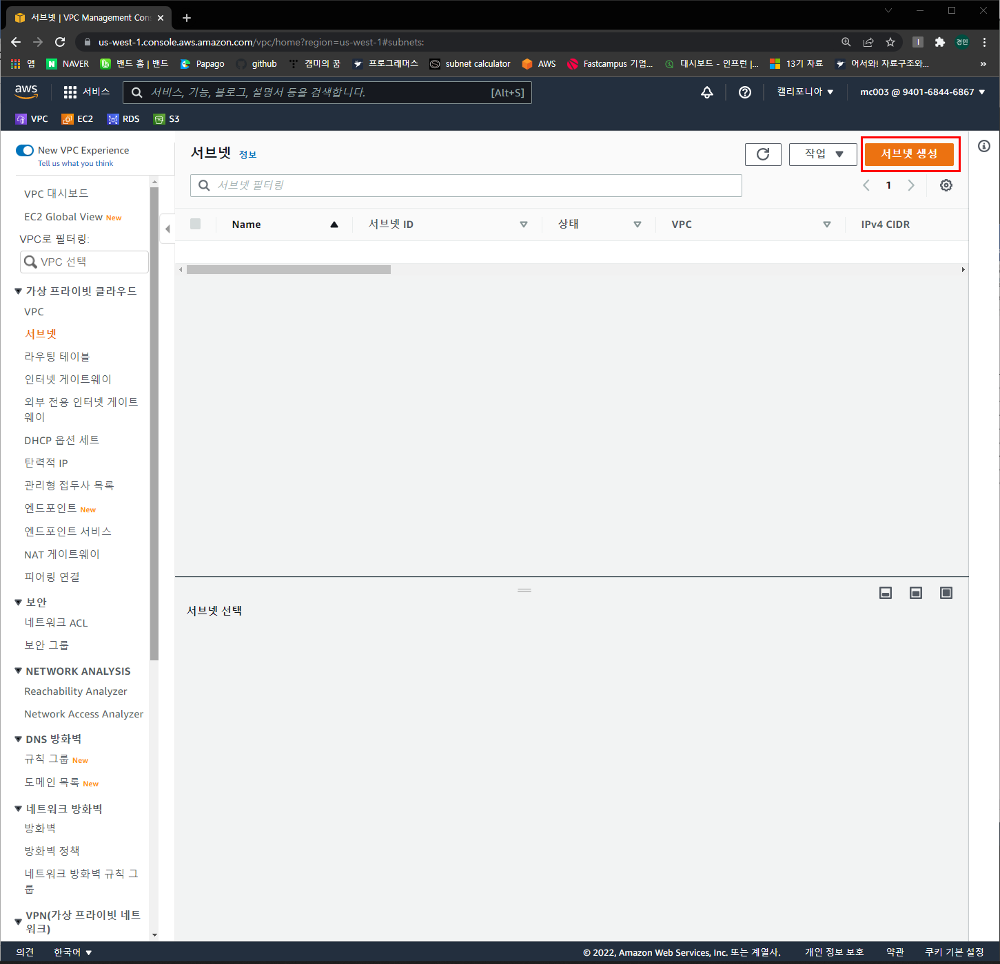 서브넷 | VPC Management Con
us-west-1.console.aws.amazon.com/vpc/home?region=us-west-1#subnets:
경민
앱 NAVER 밴드 홈 | 밴드 Papago github 캠미의 꿈 프로그래머스 subnet calculator AWS Fastcampus 기업... 대시보드 - 인프런 |... 13기 자료 어서와! 자료구조와... »
aws 서비스 서비스, 기능, 블로그, 설명서 등을 검색합니다. [Alt+S] 캘리포니아 ▼ mc003 @ 9401-6844-6867 ▼
VPC EC2 RDS S3
New VPC Experience
Tell us what you think
VPC 대시보드
EC2 Global View New
VPC로 필터링:
VPC 선택
가상 프라이빗 클라우드
VPC
서브넷
라우팅 테이블
인터넷 게이트웨이
외부 전용 인터넷 게이트
웨이
DHCP 옵션 세트
탄력적 IP
관리형 접두사 목록
엔드포인트 New
엔드포인트 서비스
NAT 게이트웨이
피어링 연결
보안
네트워크 ACL
보안 그룹
NETWORK ANALYSIS
Reachability Analyzer
Network Access Analyzer
DNS 방화벽
규칙 그룹 New
도메인 목록 New
네트워크 방화벽
방화벽
방화벽 정책
네트워크 방화벽 규칙 그
룹
VPN(가상 프라이빗 네트
워크)
서브넷 정보
작업 ▼
서브넷 생성
서브넷 필터링
1
Name 서브넷 ID 상태 VPC IPv4 CIDR
서브넷 선택
의견 한국어 ▼ © 2022, Amazon Web Services, Inc. 또는 계열사. 개인 정보 보호 약관 쿠키 기본 설정